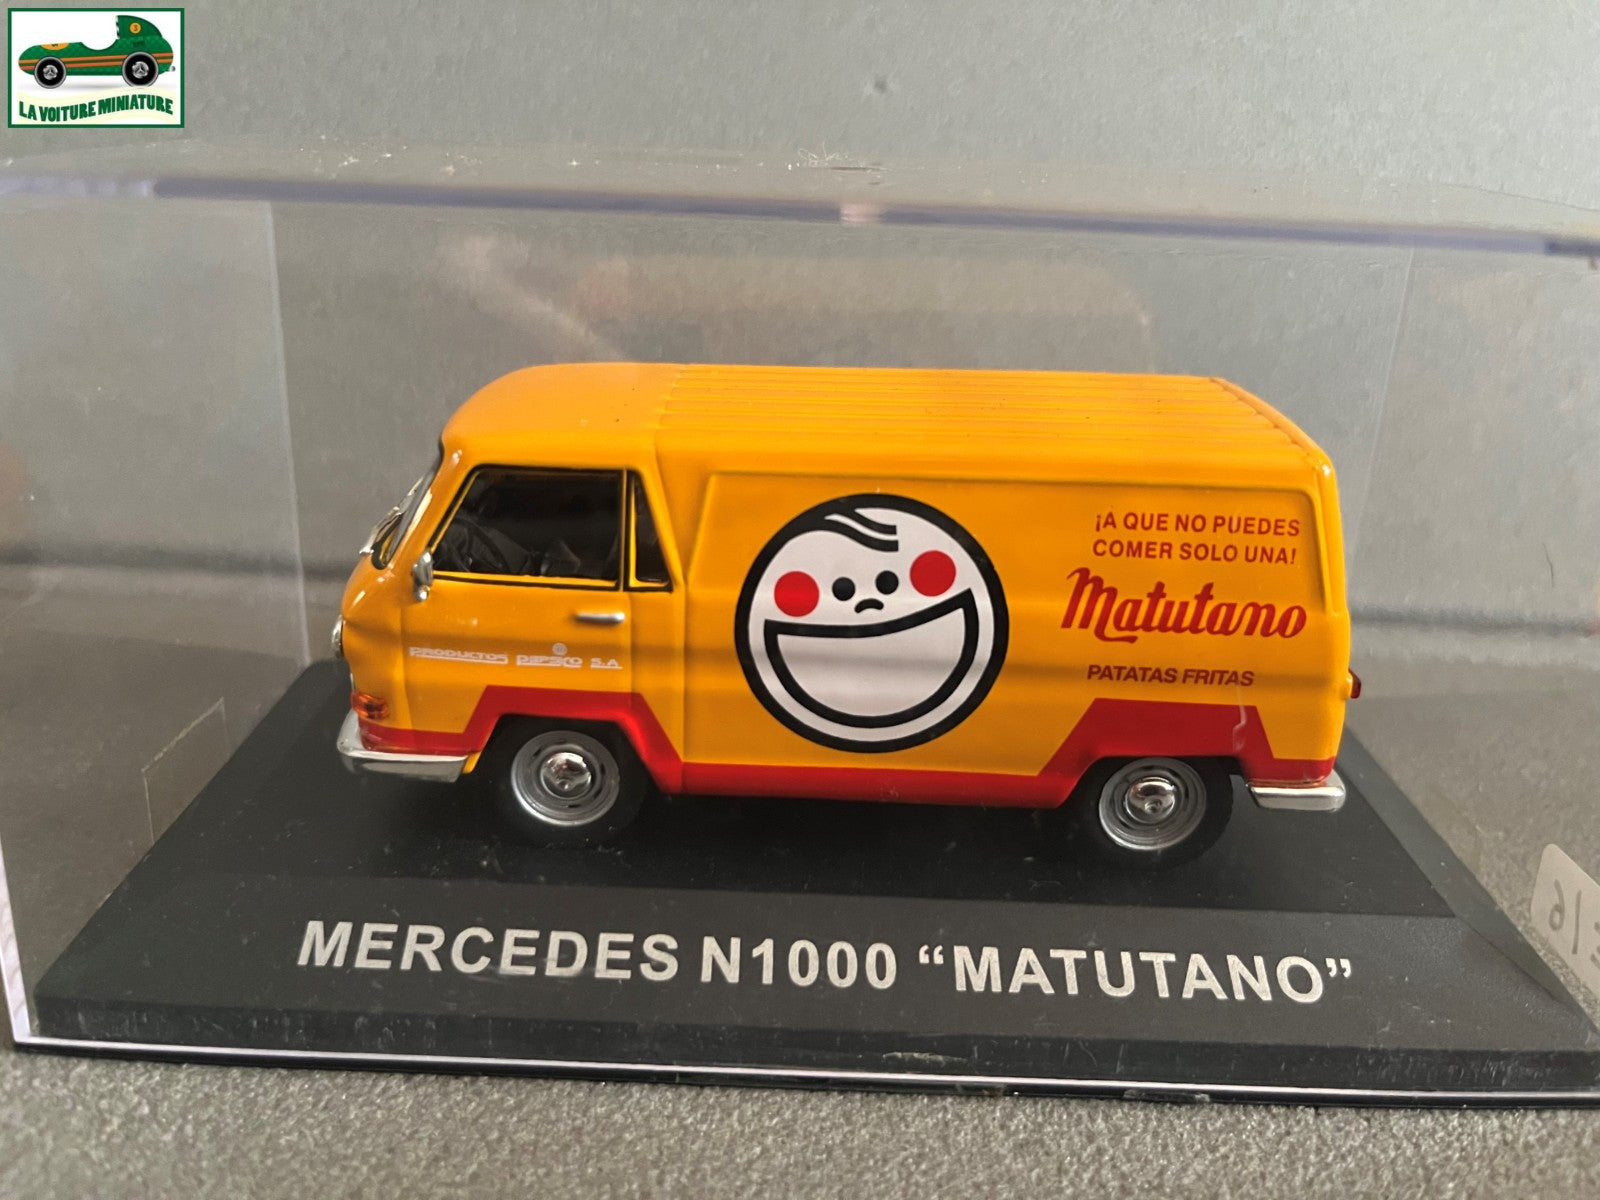 LA VOITURE MINIATURE
¡A QUE NO PUEDES
COMER SOLO UNA!
Matutano
PATATAS FRITAS
PRODUCTOS S.A.
MERCEDES N1000 “MATUTANO”